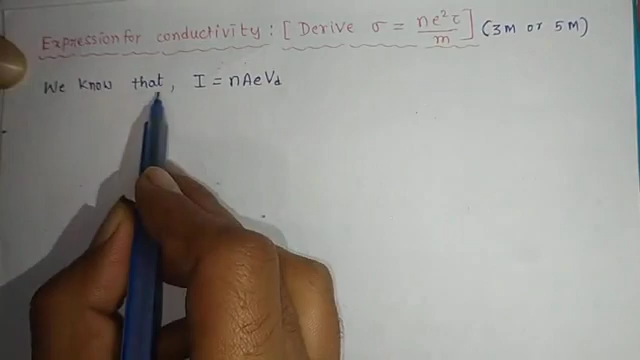 Expression for conductivity : [ Derive σ = ne²τ/m ] (3M or 5M)
We know that, I = nAeVd